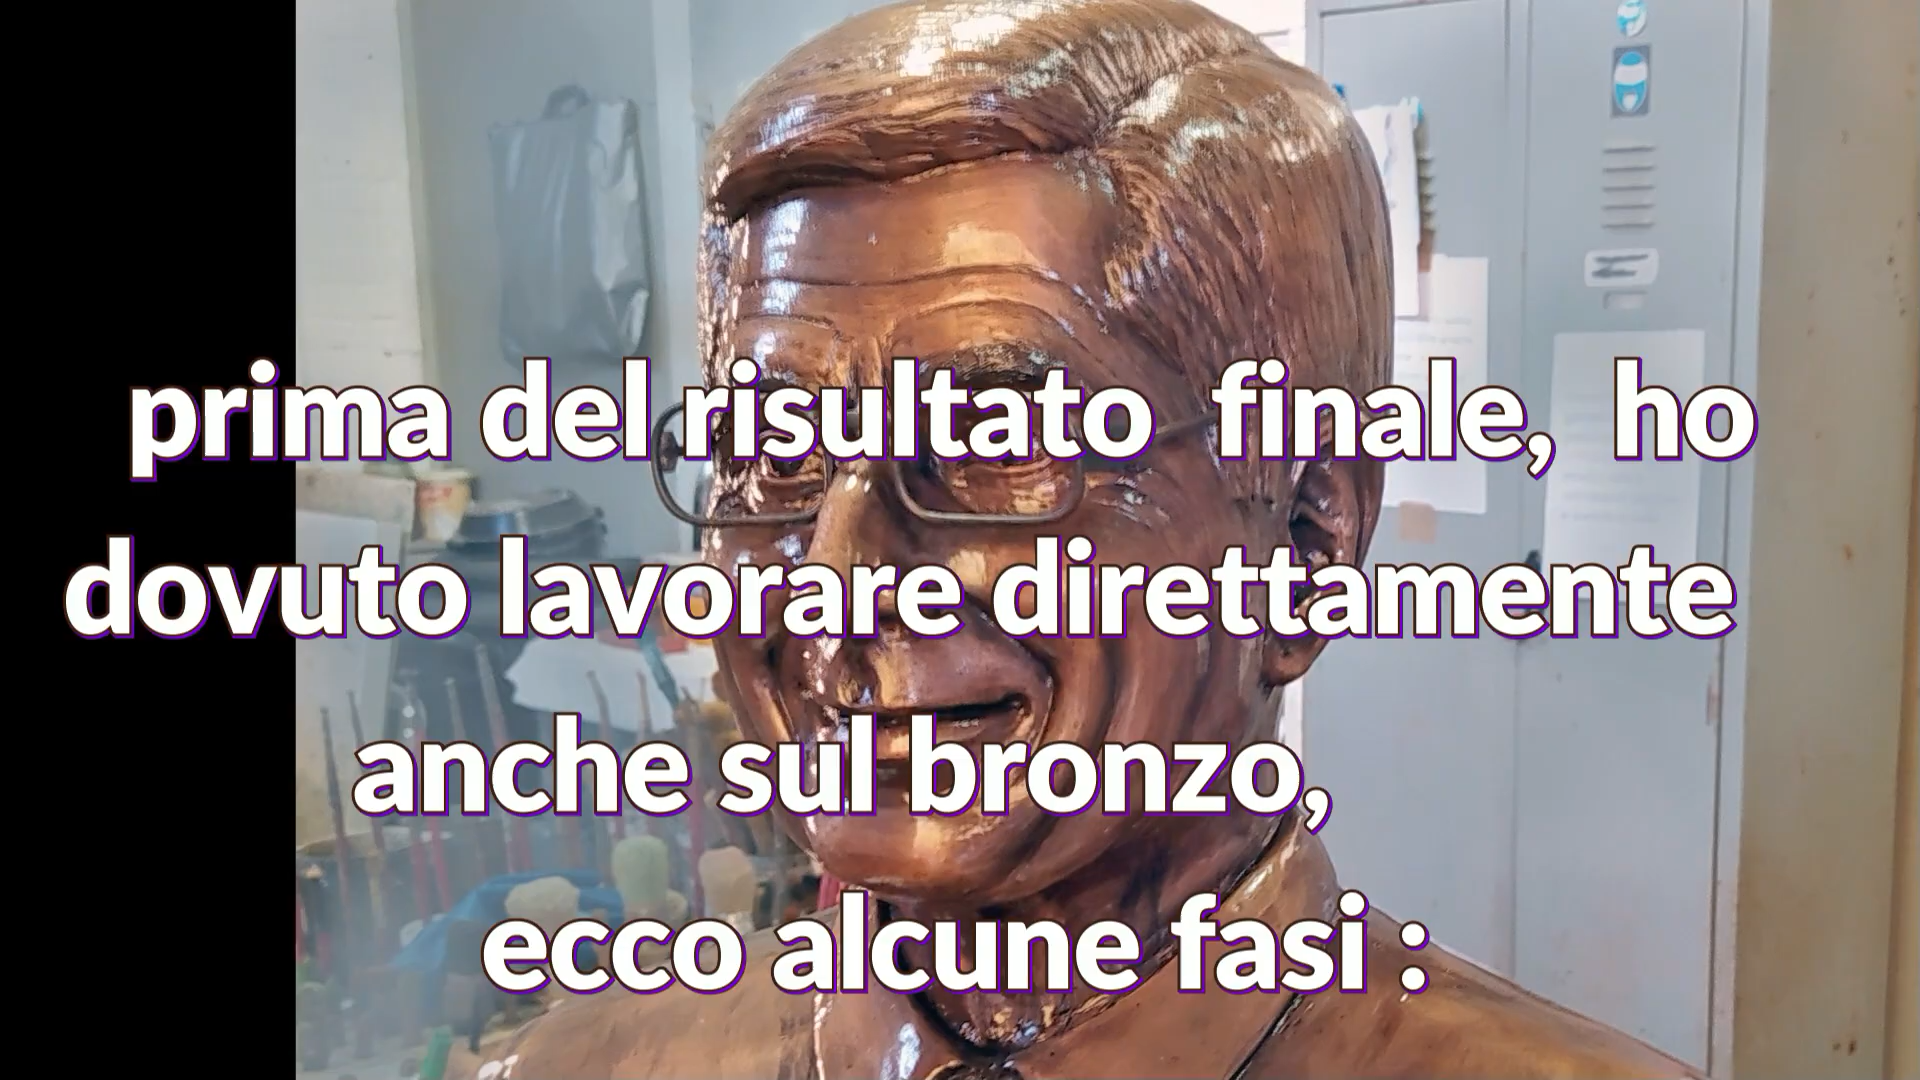 prima del risultato finale, ho
dovuto lavorare direttamente
anche sul bronzo,
ecco alcune fasi :